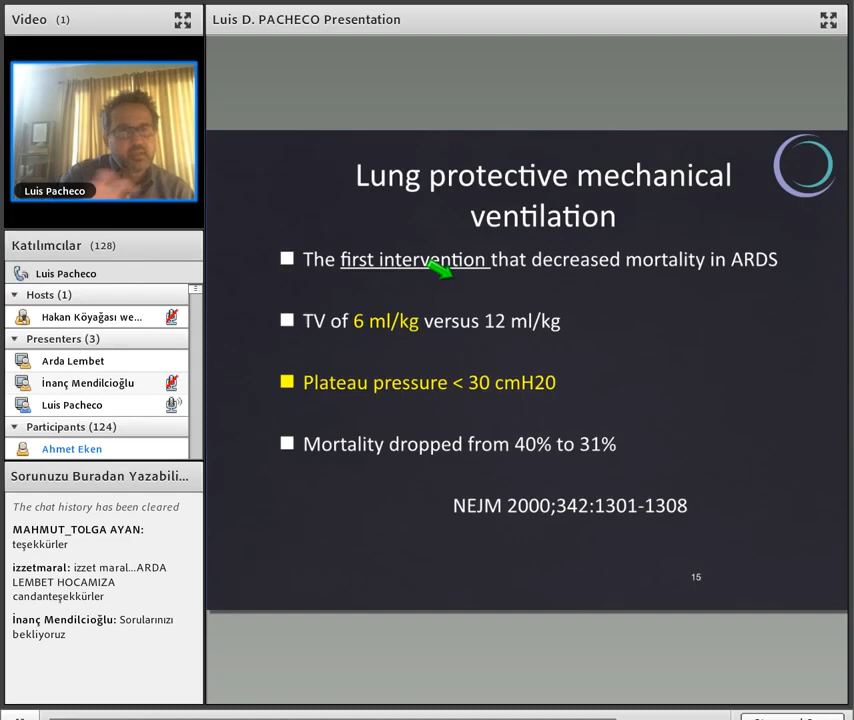 Video (1)
Luis Pacheco
Katılımcılar (128)
Luis Pacheco
Hosts (1)
Hakan Köyağası we...
Presenters (3)
Arda Lembet
İnanç Mendilcioğlu
Luis Pacheco
Participants (124)
Ahmet Eken
Sorunuzu Buradan Yazabili...
The chat history has been cleared
MAHMUT_TOLGA AYAN:
teşekkürler
izzetmaral: izzet maral...ARDA
LEMBET HOCAMIZA
candanteşekkürler
İnanç Mendilcioğlu: Sorularınızı
bekliyoruz
Luis D. PACHECO Presentation
Lung protective mechanical
ventilation
The first intervention that decreased mortality in ARDS
TV of 6 ml/kg versus 12 ml/kg
Plateau pressure < 30 cmH20
Mortality dropped from 40% to 31%
NEJM 2000;342:1301-1308
15